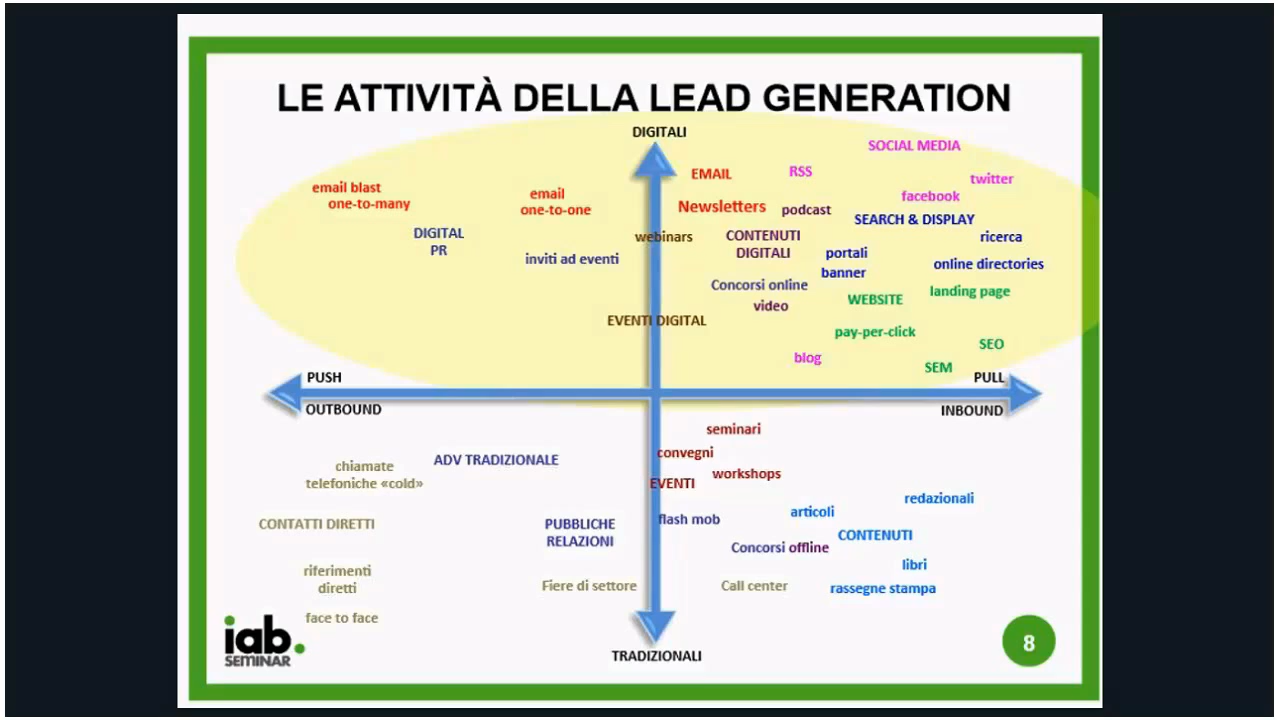 LE ATTIVITÀ DELLA LEAD GENERATION
DIGITALI
SOCIAL MEDIA
EMAIL
RSS
twitter
email blast
one-to-many
email
one-to-one
facebook
Newsletters
podcast
SEARCH & DISPLAY
DIGITAL
PR
webinars
CONTENUTI
DIGITALI
ricerca
inviti ad eventi
portali
banner
online directories
Concorsi online
video
WEBSITE
landing page
EVENTI DIGITAL
pay-per-click
SEO
blog
SEM
PUSH
PULL
OUTBOUND
INBOUND
seminari
convegni
ADV TRADIZIONALE
chiamate
telefoniche «cold»
workshops
EVENTI
redazionali
articoli
flash mob
CONTATTI DIRETTI
PUBBLICHE
RELAZIONI
CONTENUTI
Concorsi offline
libri
riferimenti
diretti
Fiere di settore
Call center
rassegne stampa
face to face
iab.
SEMINAR
8
TRADIZIONALI